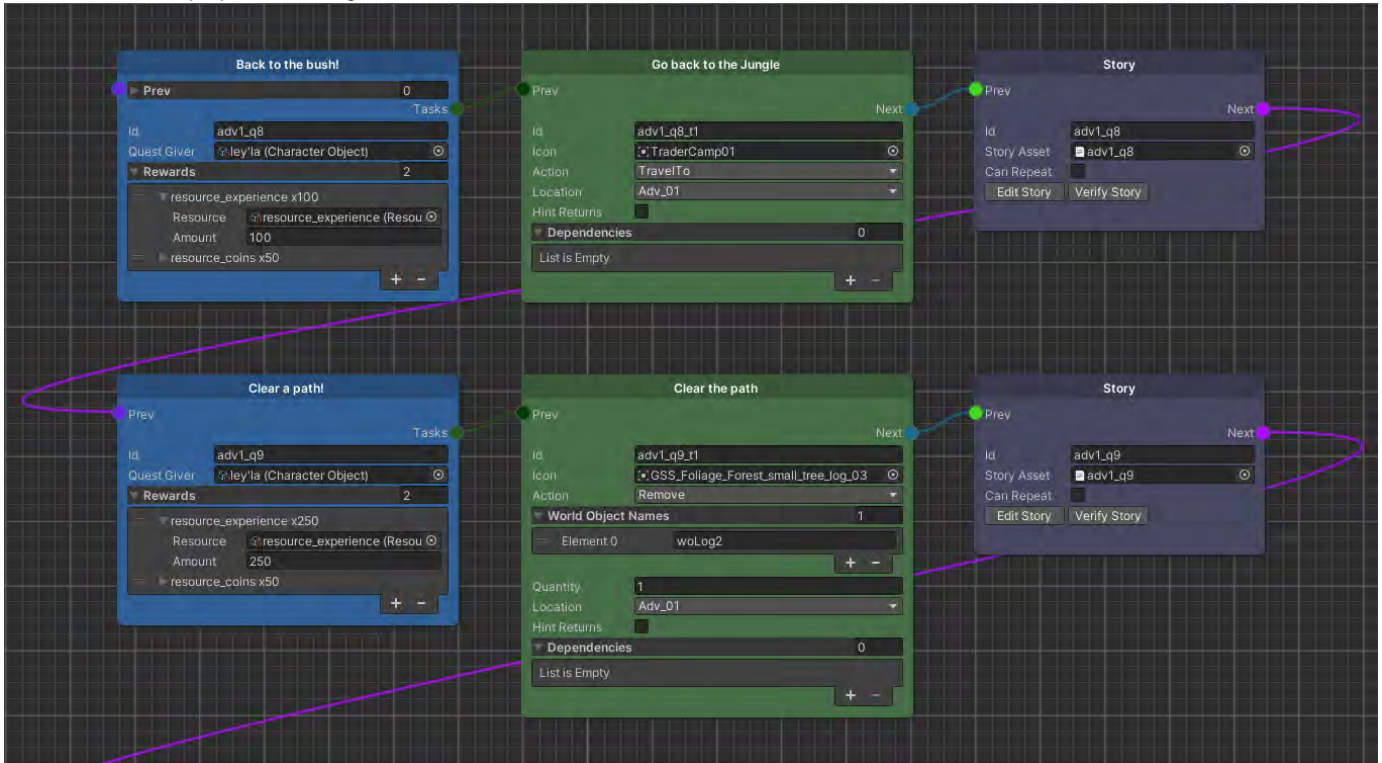 Back to the bush!
Prev 0
Tasks
Id adv1_q8
Quest Giver ley'la (Character Object)
Rewards 2
resource_experience x100
Resource resource_experience (Resou
Amount 100
resource_coins x50
+ -
Go back to the Jungle
Prev
Next
Id adv1_q8_t1
Icon TraderCamp01
Action TravelTo
Location Adv_01
Hint Returns
Dependencies 0
List is Empty
+ -
Story
Prev
Next
Id adv1_q8
Story Asset adv1_q8
Can Repeat
Edit Story Verify Story
Clear a path!
Prev
Tasks
Id adv1_q9
Quest Giver ley'la (Character Object)
Rewards 2
resource_experience x250
Resource resource_experience (Resou
Amount 250
resource_coins x50
+ -
Clear the path
Prev
Next
Id adv1_q9_t1
Icon GSS_Foliage_Forest_small_tree_log_03
Action Remove
World Object Names 1
Element 0 woLog2
+ -
Quantity 1
Location Adv_01
Hint Returns
Dependencies 0
List is Empty
+ -
Story
Prev
Next
Id adv1_q9
Story Asset adv1_q9
Can Repeat
Edit Story Verify Story